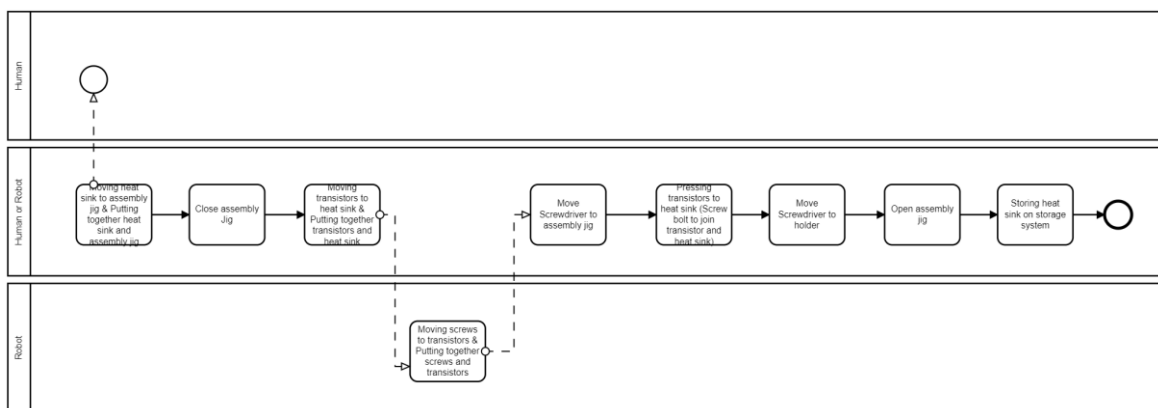 Human
Human or Robot
Moving heat
sink to assembly
jig & Putting
together heat
sink and
assembly jig
Close assembly
Jig
Moving
transistors to
heat sink &
Putting together
transistors and
heat sink
Move
Screwdriver to
assembly jig
Pressing
transistors to
heat sink (Screw
bolt to join
transistor and
heat sink)
Move
Screwdriver to
holder
Open assembly
jig
Storing heat
sink on storage
system
Robot
Moving screws
to transistors &
Putting together
screws and
transistors